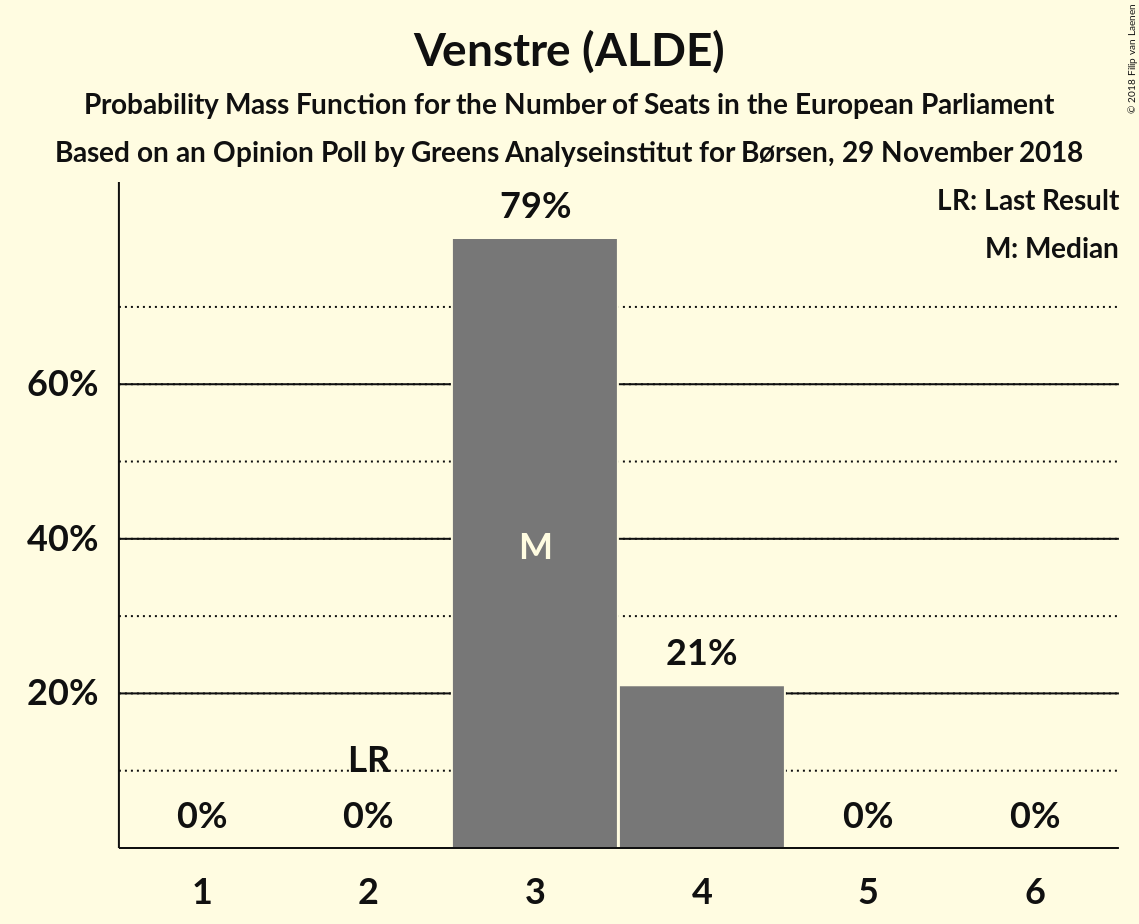 Venstre (ALDE)
Probability Mass Function for the Number of Seats in the European Parliament
Based on an Opinion Poll by Greens Analyseinstitut for Børsen, 29 November 2018
© 2018 Filip van Laenen
LR: Last Result
M: Median
79%
60%
40%
M
21%
20%
LR
0%
0%
0%
0%
1
2
3
4
5
6